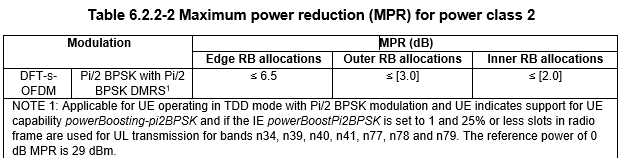 Table 6.2.2-2 Maximum power reduction (MPR) for power class 2
Modulation MPR (dB)
Edge RB allocations Outer RB allocations Inner RB allocations
DFT-s- Pi/2 BPSK with Pi/2 ≤ 6.5 ≤ [3.0] ≤ [2.0]
OFDM BPSK DMRS¹
NOTE 1: Applicable for UE operating in TDD mode with Pi/2 BPSK modulation and UE indicates support for UE
capability powerBoosting-pi2BPSK and if the IE powerBoostPi2BPSK is set to 1 and 25% or less slots in radio
frame are used for UL transmission for bands n34, n39, n40, n41, n77, n78 and n79. The reference power of 0
dB MPR is 29 dBm.